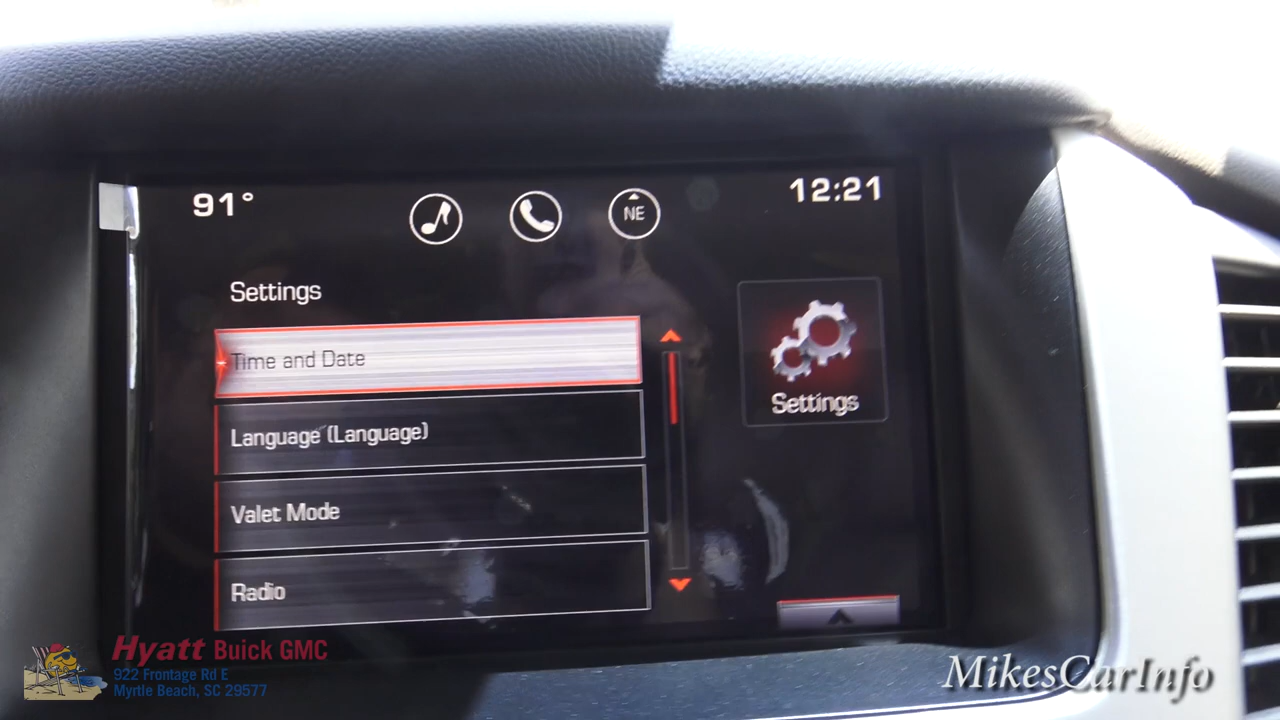 91°
NE
12:21
Settings
Time and Date
Language (Language)
Valet Mode
Radio
Settings
Hyatt Buick GMC
922 Frontage Rd E
Myrtle Beach, SC 29577
MikesCarInfo